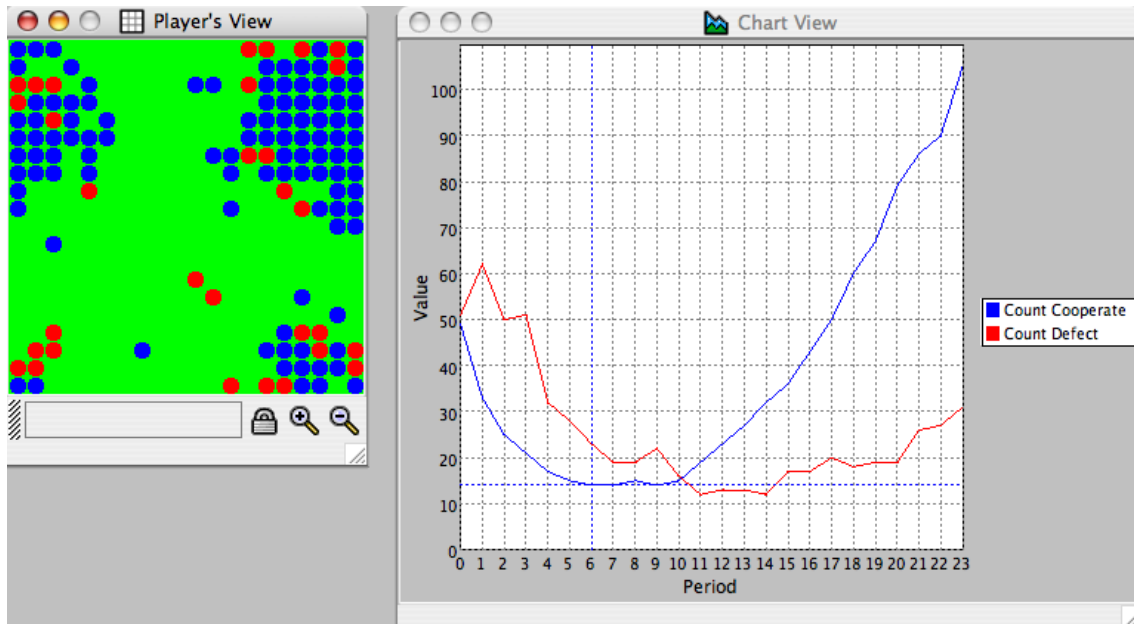 Player's View
Chart View
Value
100
90
80
70
60
50
40
30
20
10
0
0 1 2 3 4 5 6 7 8 9 10 11 12 13 14 15 16 17 18 19 20 21 22 23
Period
Count Cooperate
Count Defect